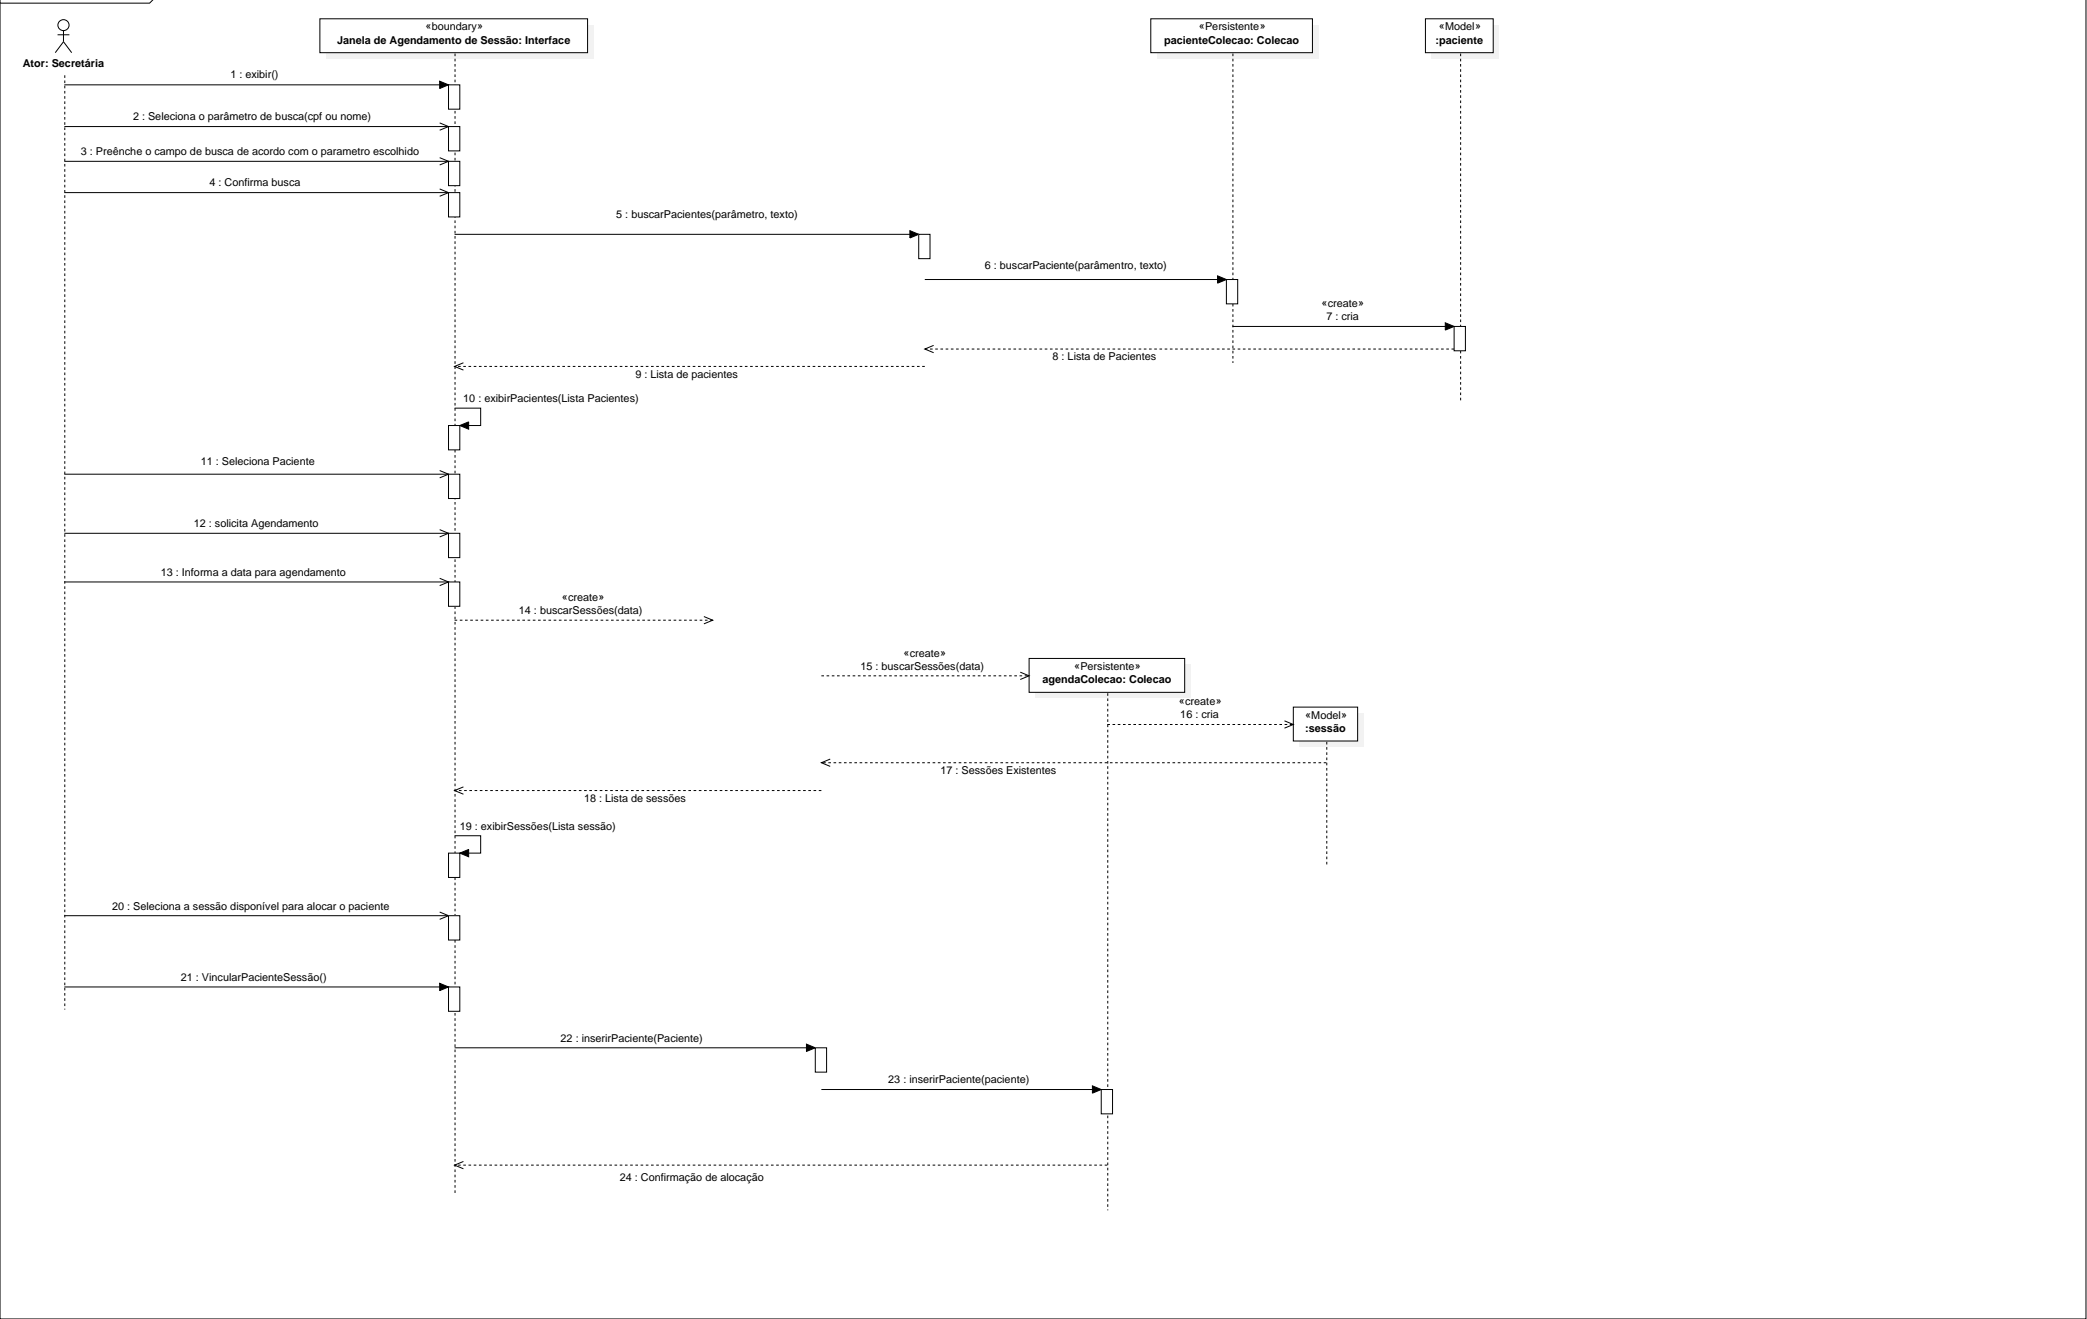 «boundary»
Janela de Agendamento de Sessão: Interface
«Persistente»
pacienteColecao: Colecao
«Model»
:paciente
Ator: Secretária
1 : exibir()
2 : Seleciona o parâmetro de busca(cpf ou nome)
3 : Preênche o campo de busca de acordo com o parametro escolhido
4 : Confirma busca
5 : buscarPacientes(parâmetro, texto)
6 : buscarPaciente(parâmentro, texto)
«create»
7 : cria
8 : Lista de Pacientes
9 : Lista de pacientes
10 : exibirPacientes(Lista Pacientes)
11 : Seleciona Paciente
12 : solicita Agendamento
13 : Informa a data para agendamento
«create»
14 : buscarSessões(data)
«create»
15 : buscarSessões(data)
«Persistente»
agendaColecao: Colecao
«create»
16 : cria
«Model»
:sessão
17 : Sessões Existentes
18 : Lista de sessões
19 : exibirSessões(Lista sessão)
20 : Seleciona a sessão disponível para alocar o paciente
21 : VincularPacienteSessão()
22 : inserirPaciente(Paciente)
23 : inserirPaciente(paciente)
24 : Confirmação de alocação